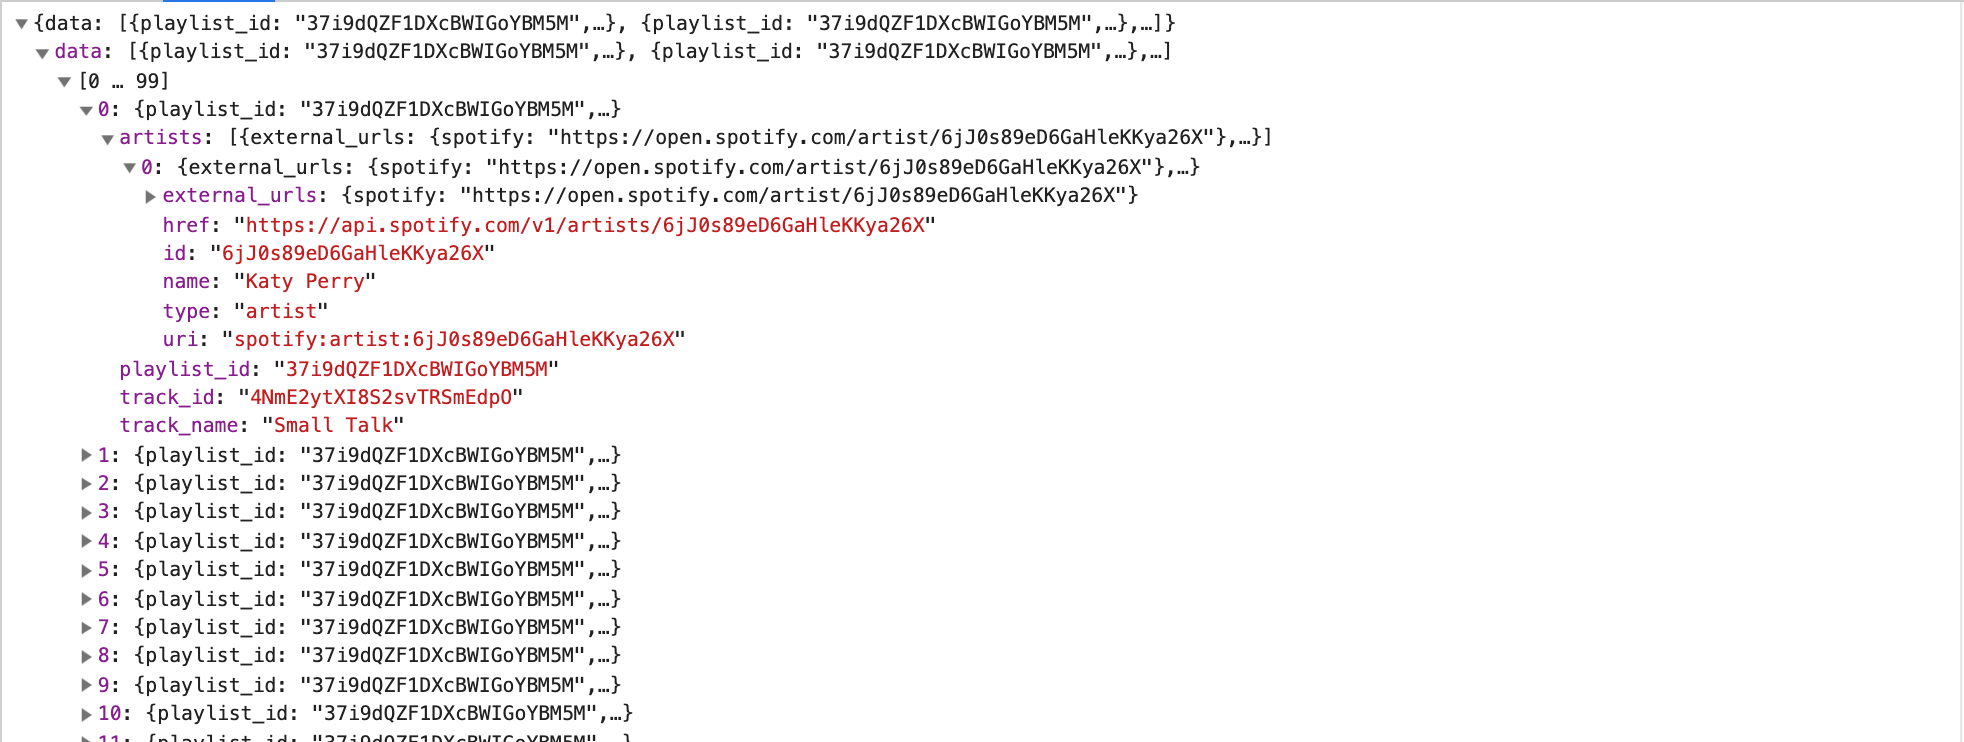 {data: [{playlist_id: "37i9dQZF1DXcBWIGoYBM5M",…}, {playlist_id: "37i9dQZF1DXcBWIGoYBM5M",…},…]}
data: [{playlist_id: "37i9dQZF1DXcBWIGoYBM5M",…}, {playlist_id: "37i9dQZF1DXcBWIGoYBM5M",…},…]
[0 … 99]
0: {playlist_id: "37i9dQZF1DXcBWIGoYBM5M",…}
artists: [{external_urls: {spotify: "https://open.spotify.com/artist/6jJ0s89eD6GaHleKKya26X"},…}]
0: {external_urls: {spotify: "https://open.spotify.com/artist/6jJ0s89eD6GaHleKKya26X"},…}
external_urls: {spotify: "https://open.spotify.com/artist/6jJ0s89eD6GaHleKKya26X"}
href: "https://api.spotify.com/v1/artists/6jJ0s89eD6GaHleKKya26X"
id: "6jJ0s89eD6GaHleKKya26X"
name: "Katy Perry"
type: "artist"
uri: "spotify:artist:6jJ0s89eD6GaHleKKya26X"
playlist_id: "37i9dQZF1DXcBWIGoYBM5M"
track_id: "4NmE2ytXI8S2svTRSmEdpO"
track_name: "Small Talk"
1: {playlist_id: "37i9dQZF1DXcBWIGoYBM5M",…}
2: {playlist_id: "37i9dQZF1DXcBWIGoYBM5M",…}
3: {playlist_id: "37i9dQZF1DXcBWIGoYBM5M",…}
4: {playlist_id: "37i9dQZF1DXcBWIGoYBM5M",…}
5: {playlist_id: "37i9dQZF1DXcBWIGoYBM5M",…}
6: {playlist_id: "37i9dQZF1DXcBWIGoYBM5M",…}
7: {playlist_id: "37i9dQZF1DXcBWIGoYBM5M",…}
8: {playlist_id: "37i9dQZF1DXcBWIGoYBM5M",…}
9: {playlist_id: "37i9dQZF1DXcBWIGoYBM5M",…}
10: {playlist_id: "37i9dQZF1DXcBWIGoYBM5M",…}
11: {playlist_id: "37i9dQZF1DXcBWIGoYBM5M",…}